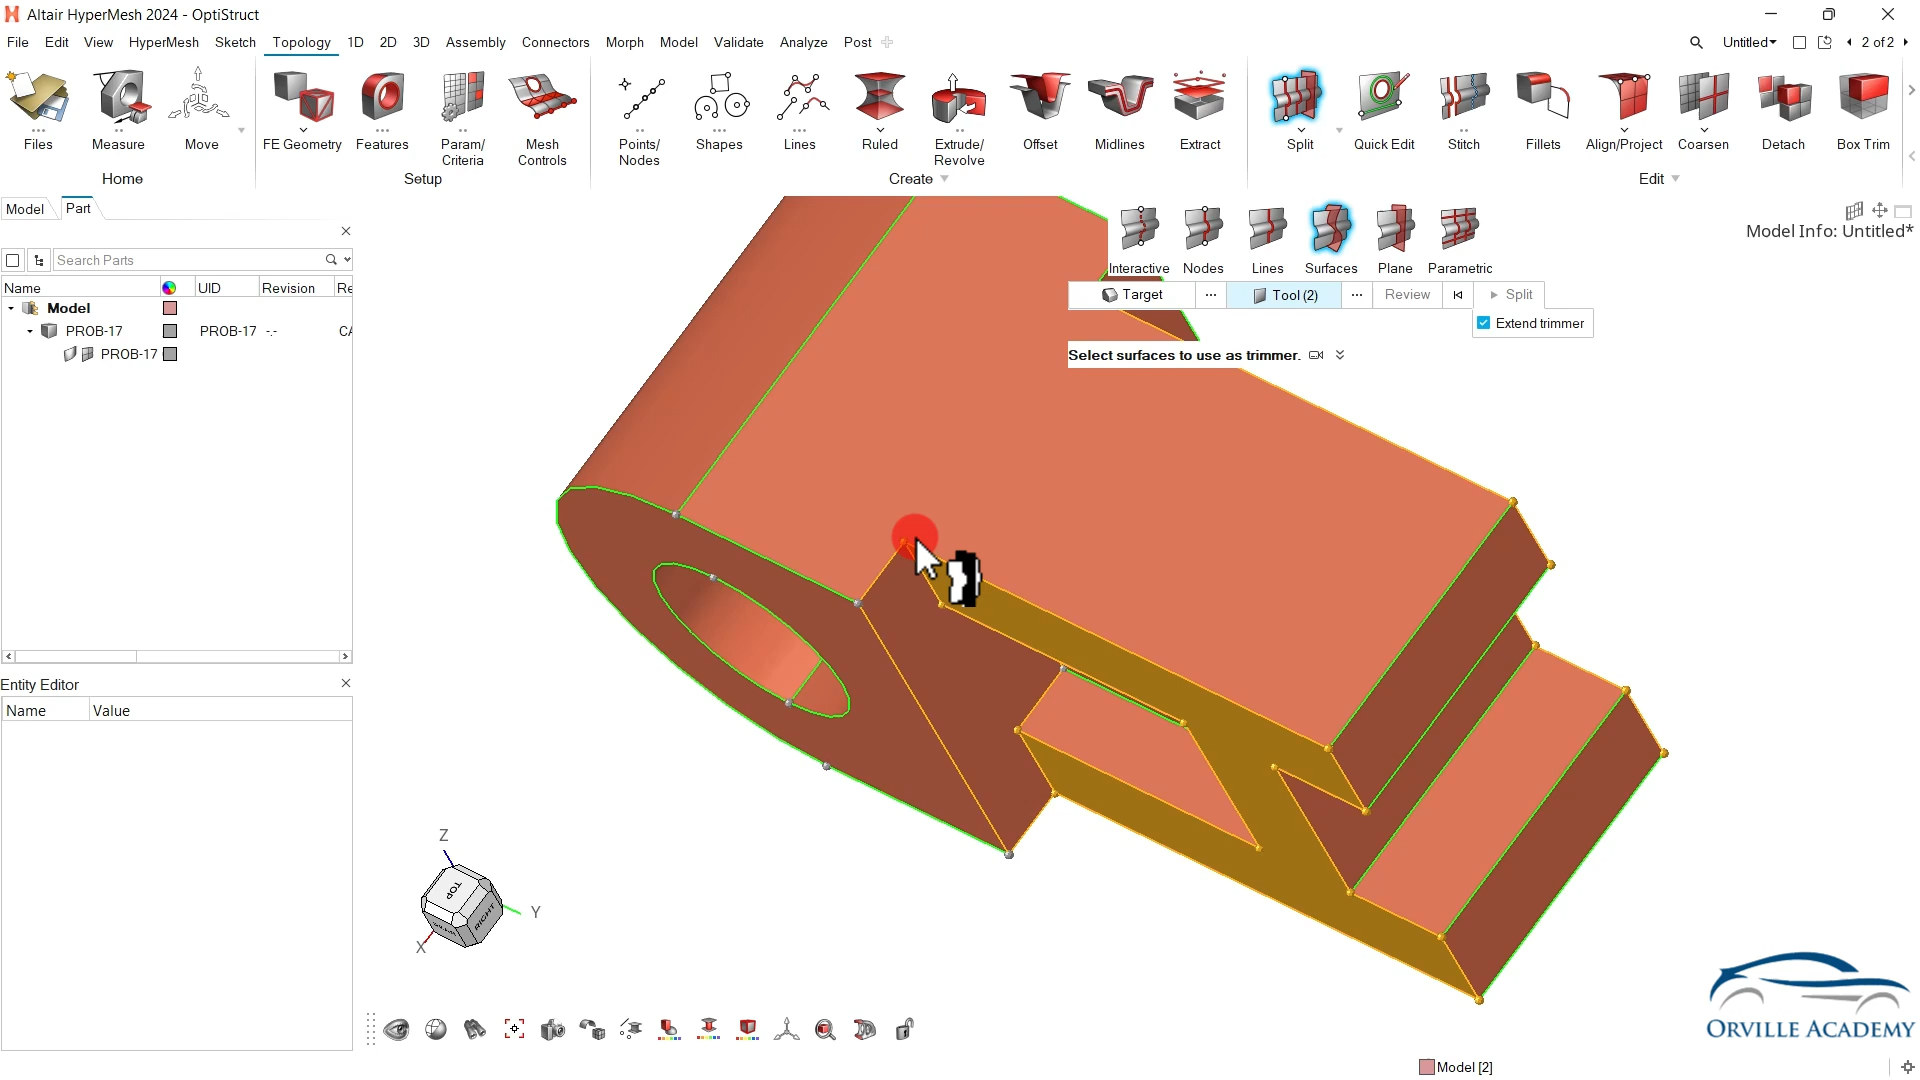 Altair HyperMesh 2024 - OptiStruct
File Edit View HyperMesh Sketch Topology 1D 2D 3D Assembly Connectors Morph Model Validate Analyze Post Untitled 2 of 2
Files Measure Move FE Geometry Features Param/ Criteria Mesh Controls Points/ Nodes Shapes Lines Ruled Extrude/ Revolve Offset Midlines Extract Split Quick Edit Stitch Fillets Align/Project Coarsen Detach Box Trim
Home Setup Create Edit
Model Part
Model Info: Untitled*
Search Parts
Interactive Nodes Lines Surfaces Plane Parametric
Name UID Revision Re
Target Tool (2) Review Split
Model
Extend trimmer
PROB-17 PROB-17 -.- CA
PROB-17
Select surfaces to use as trimmer.
Entity Editor
Name Value
Z
TOP
RIGHT
Y
X
ORVILLE ACADEMY
Model [2]